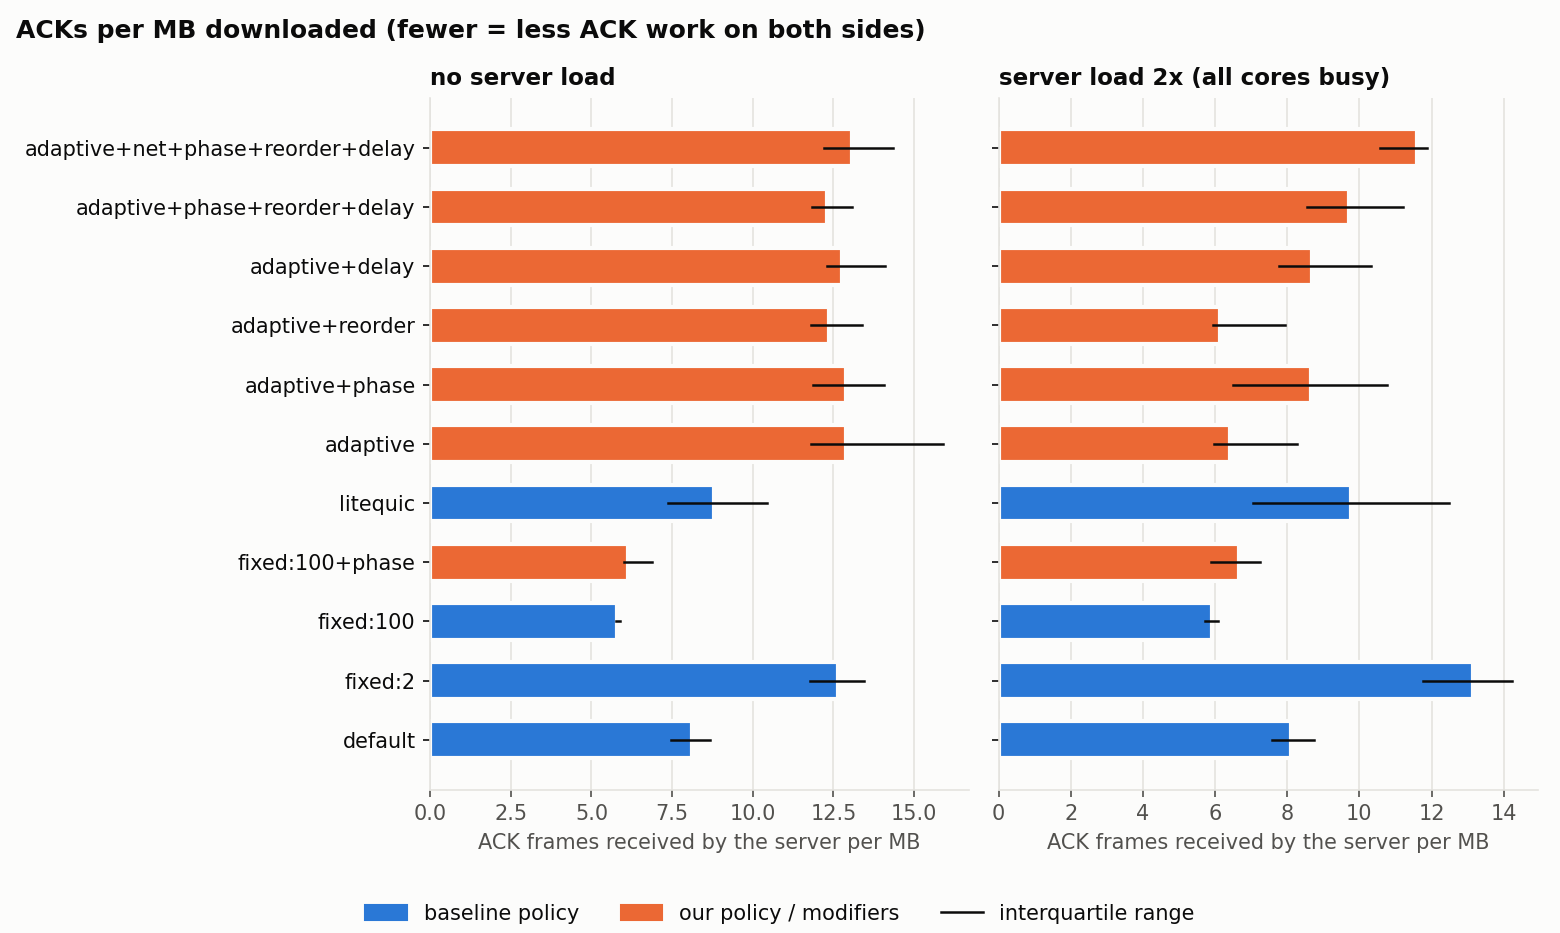 ACKs per MB downloaded (fewer = less ACK work on both sides)
no server load
server load 2x (all cores busy)
adaptive+net+phase+reorder+delay
adaptive+phase+reorder+delay
adaptive+delay
adaptive+reorder
adaptive+phase
adaptive
litequic
fixed:100+phase
fixed:100
fixed:2
default
0.0 2.5 5.0 7.5 10.0 12.5 15.0
0 2 4 6 8 10 12 14
ACK frames received by the server per MB
ACK frames received by the server per MB
baseline policy
our policy / modifiers
interquartile range